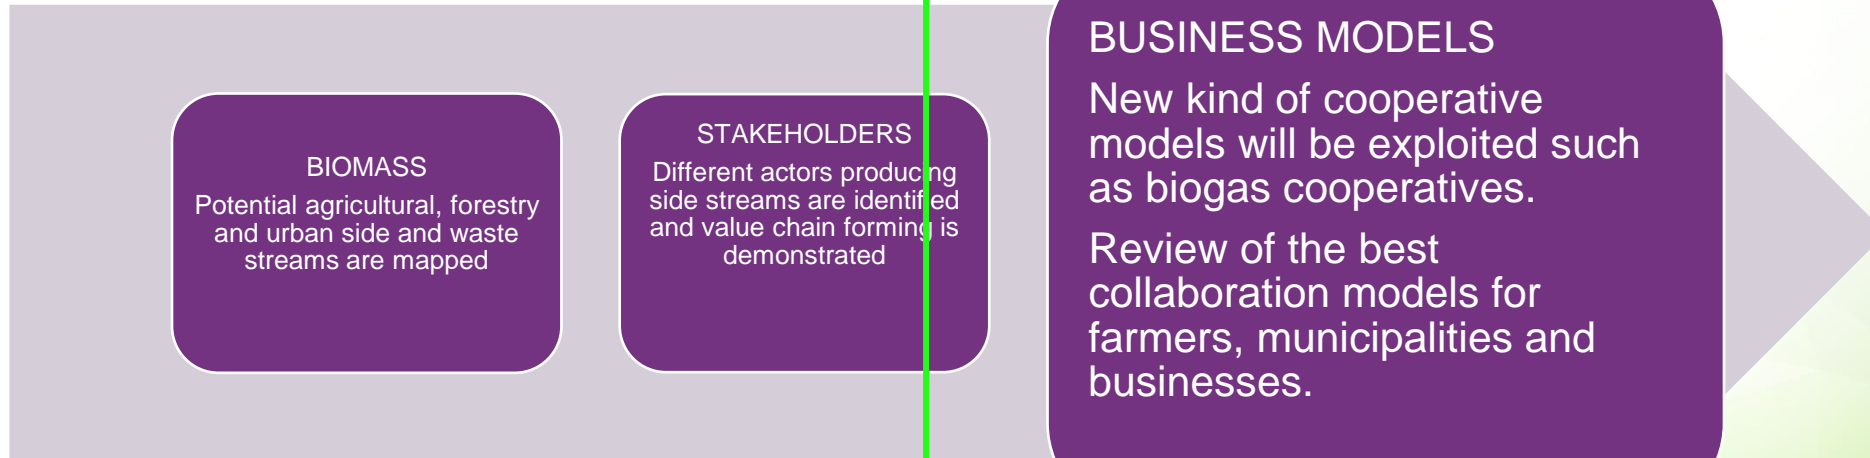 BIOMASS
Potential agricultural, forestry
and urban side and waste
streams are mapped
STAKEHOLDERS
Different actors producing
side streams are identified
and value chain forming is
demonstrated
BUSINESS MODELS
New kind of cooperative
models will be exploited such
as biogas cooperatives.
Review of the best
collaboration models for
farmers, municipalities and
businesses.